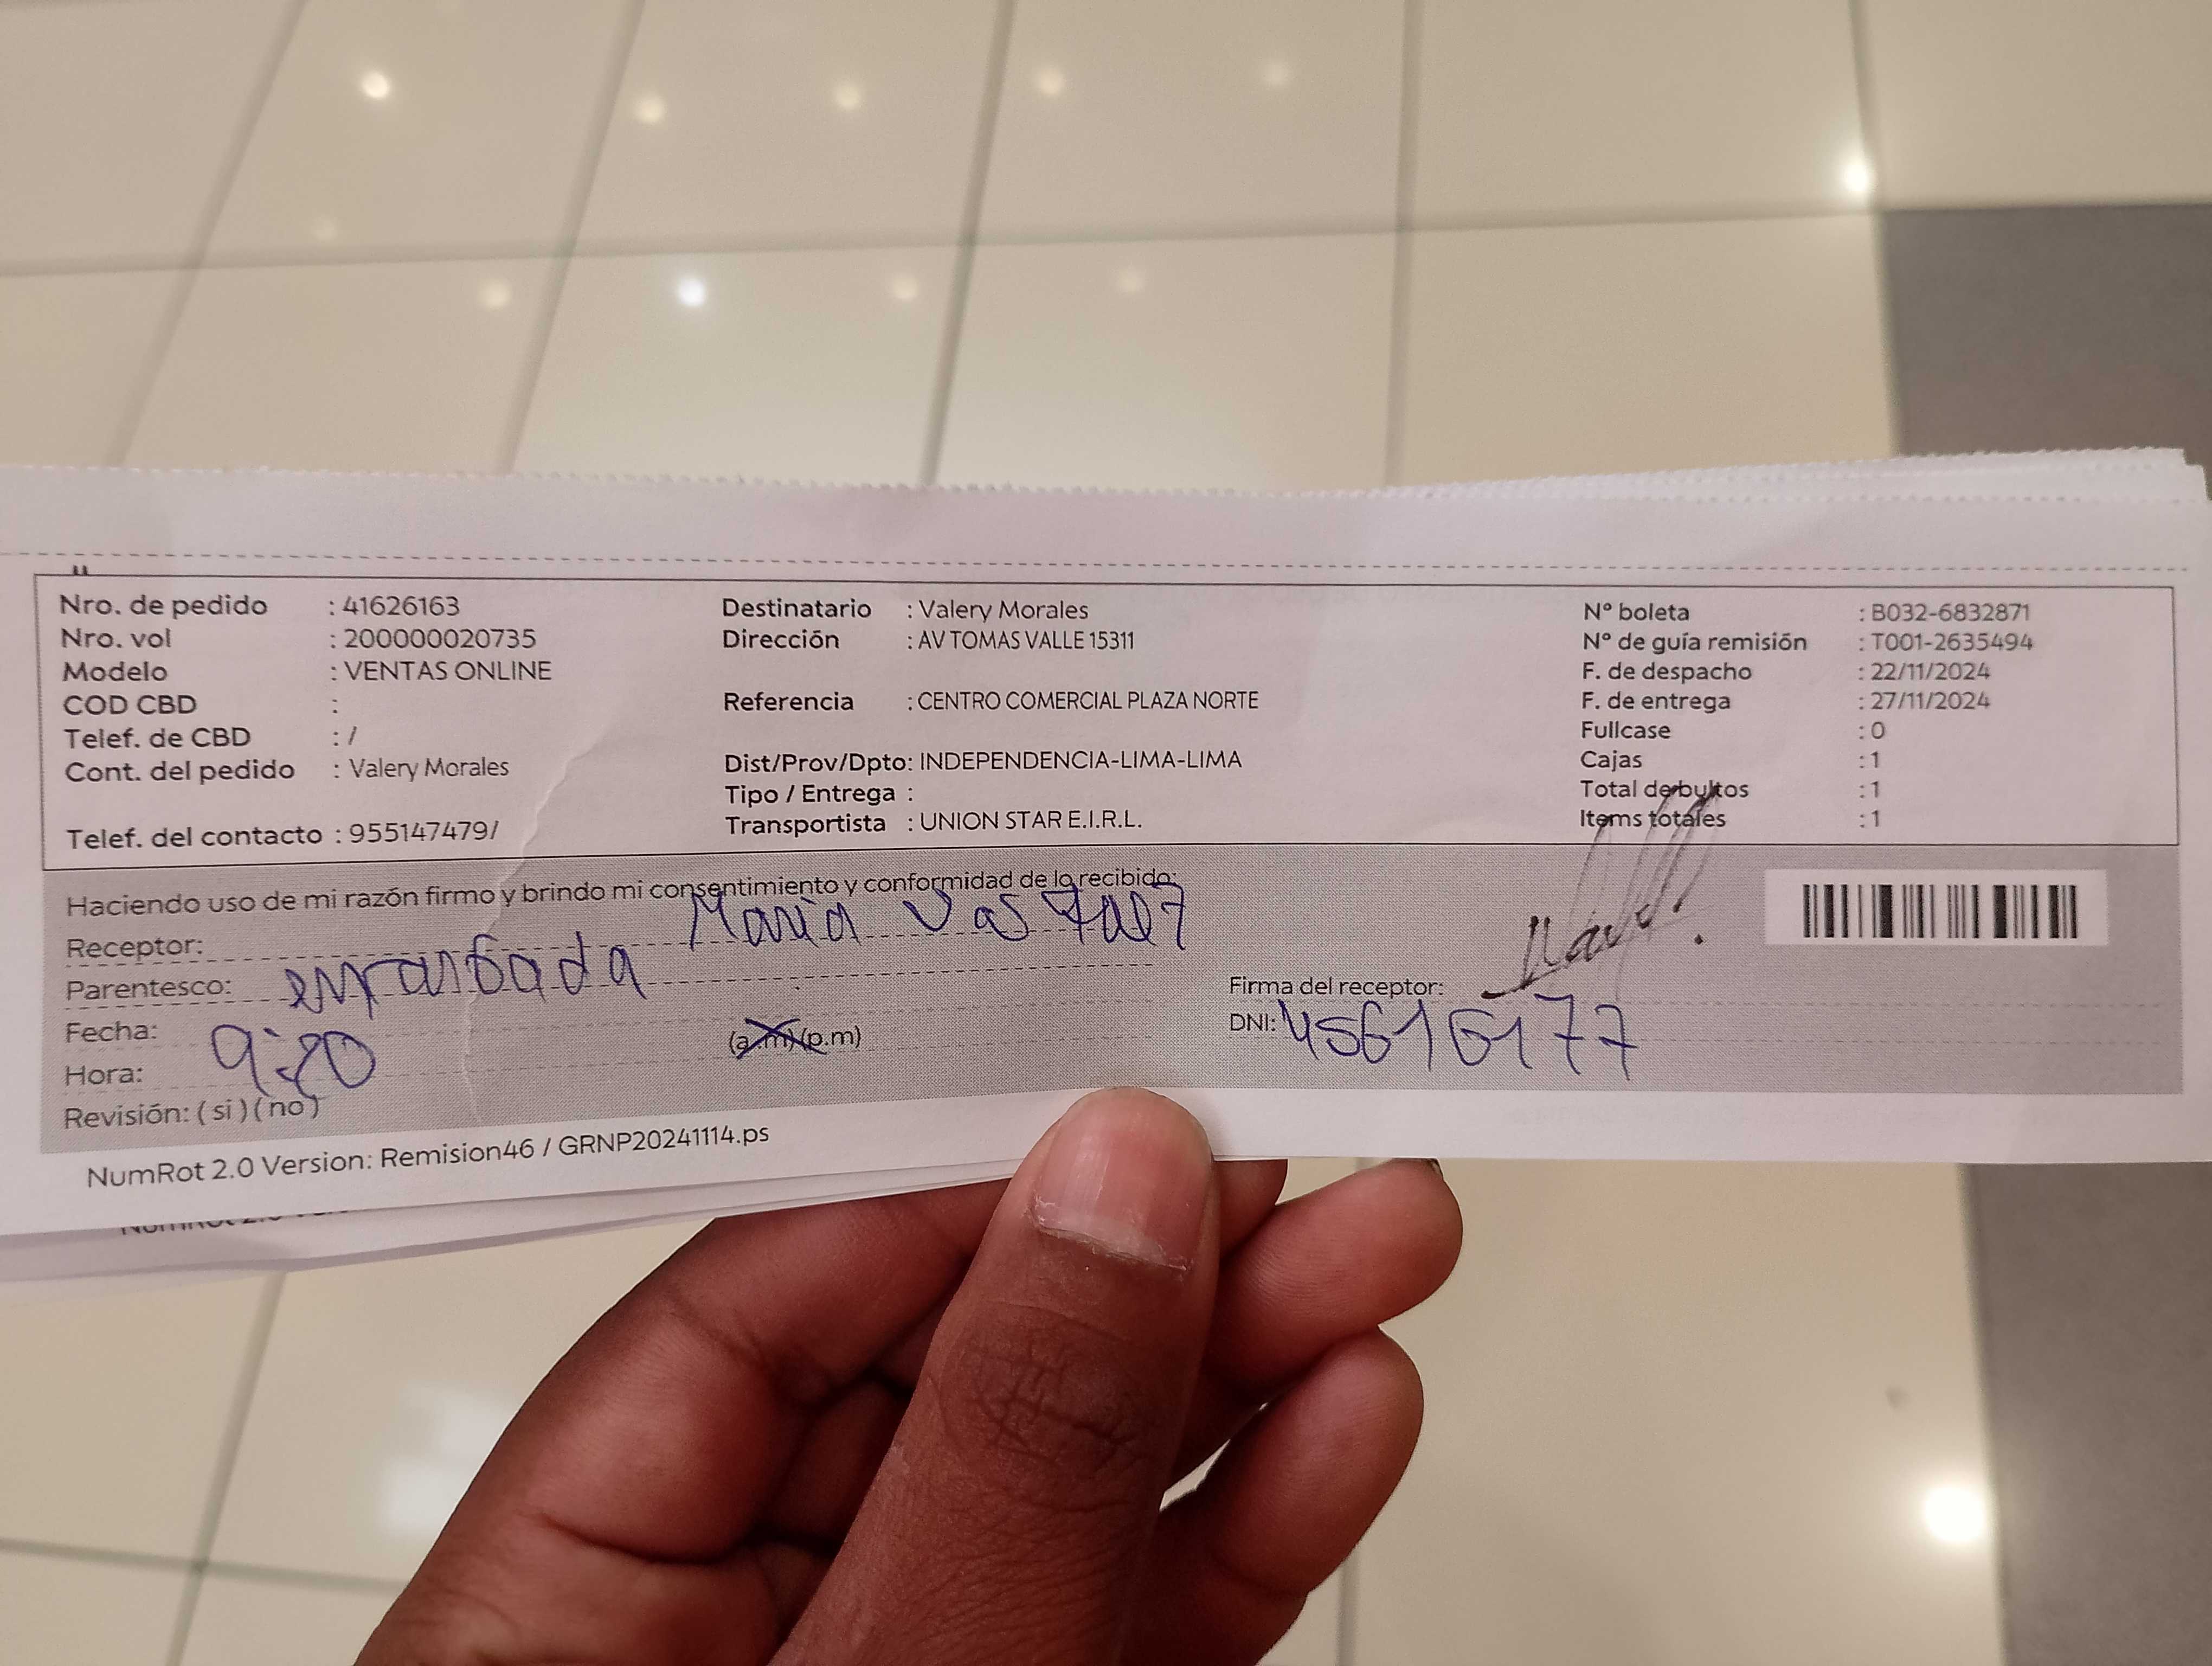 Nro. de pedido : 41626163
Nro. vol : 200000020735
Modelo : VENTAS ONLINE
COD CBD :
Telef. de CBD : /
Cont. del pedido : Valery Morales
Telef. del contacto : 955147479/
Destinatario : Valery Morales
Dirección : AV TOMAS VALLE 15311
Referencia : CENTRO COMERCIAL PLAZA NORTE
Dist/Prov/Dpto: INDEPENDENCIA-LIMA-LIMA
Tipo / Entrega :
Transportista : UNION STAR E.I.R.L.
N° boleta : B032-6832871
N° de guía remisión : T001-2635494
F. de despacho : 22/11/2024
F. de entrega : 27/11/2024
Fullcase : 0
Cajas : 1
Total de bultos : 1
Items totales : 1
Haciendo uso de mi razón firmo y brindo mi consentimiento y conformidad de lo recibido:
Receptor: Maria
Parentesco:
Fecha:
Hora:
(a.m) (p.m)
Revisión: ( si ) ( no )
Firma del receptor:
DNI: 45616177
NumRot 2.0 Version: Remision46 / GRNP20241114.ps